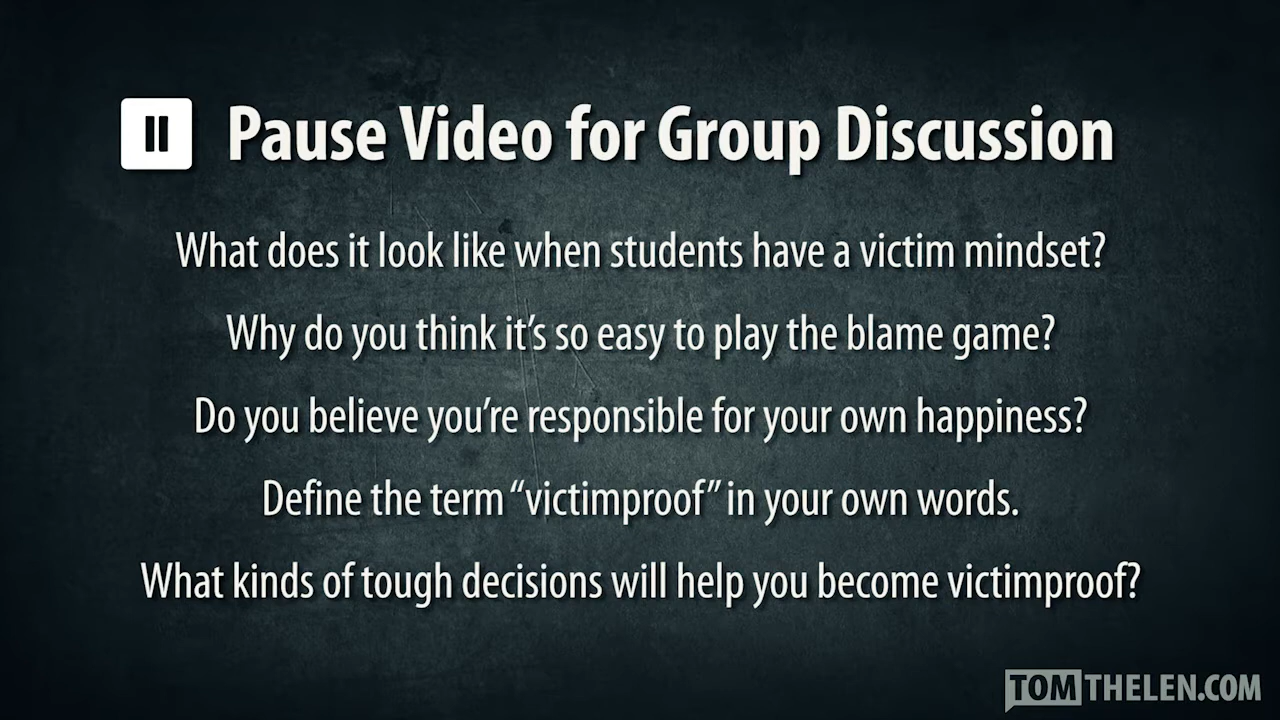 Pause Video for Group Discussion
What does it look like when students have a victim mindset?
Why do you think it’s so easy to play the blame game?
Do you believe you’re responsible for your own happiness?
Define the term “victimproof” in your own words.
What kinds of tough decisions will help you become victimproof?
TOMTHELEN.COM